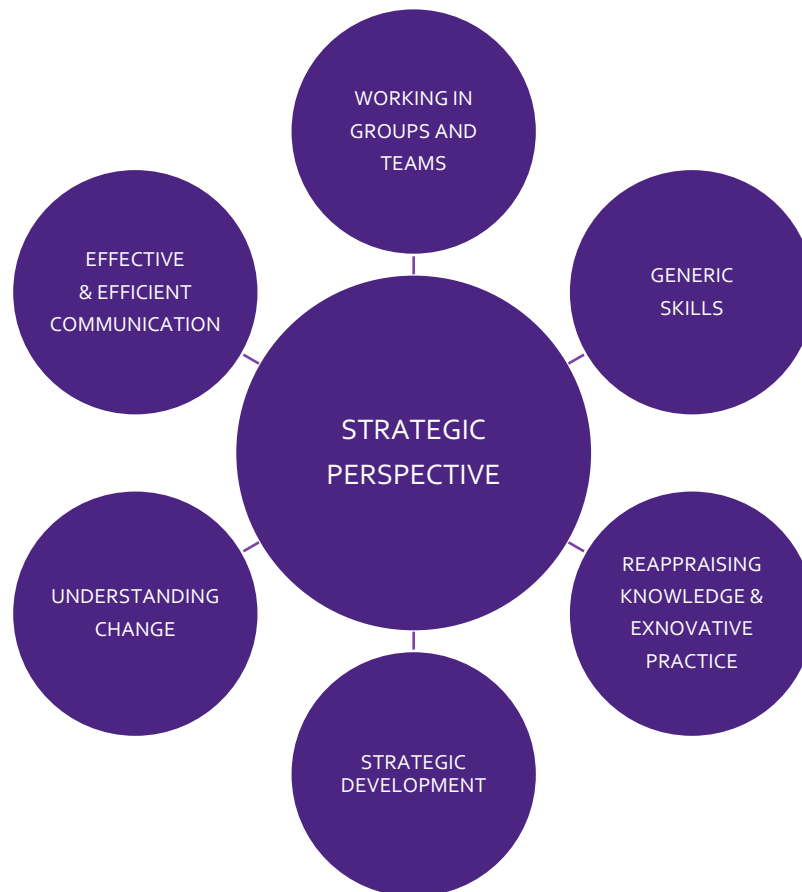 WORKING IN
GROUPS AND
TEAMS
EFFECTIVE
& EFFICIENT
COMMUNICATION
GENERIC
SKILLS
STRATEGIC
PERSPECTIVE
UNDERSTANDING
CHANGE
REAPPRAISING
KNOWLEDGE &
EXNOVATIVE
PRACTICE
STRATEGIC
DEVELOPMENT